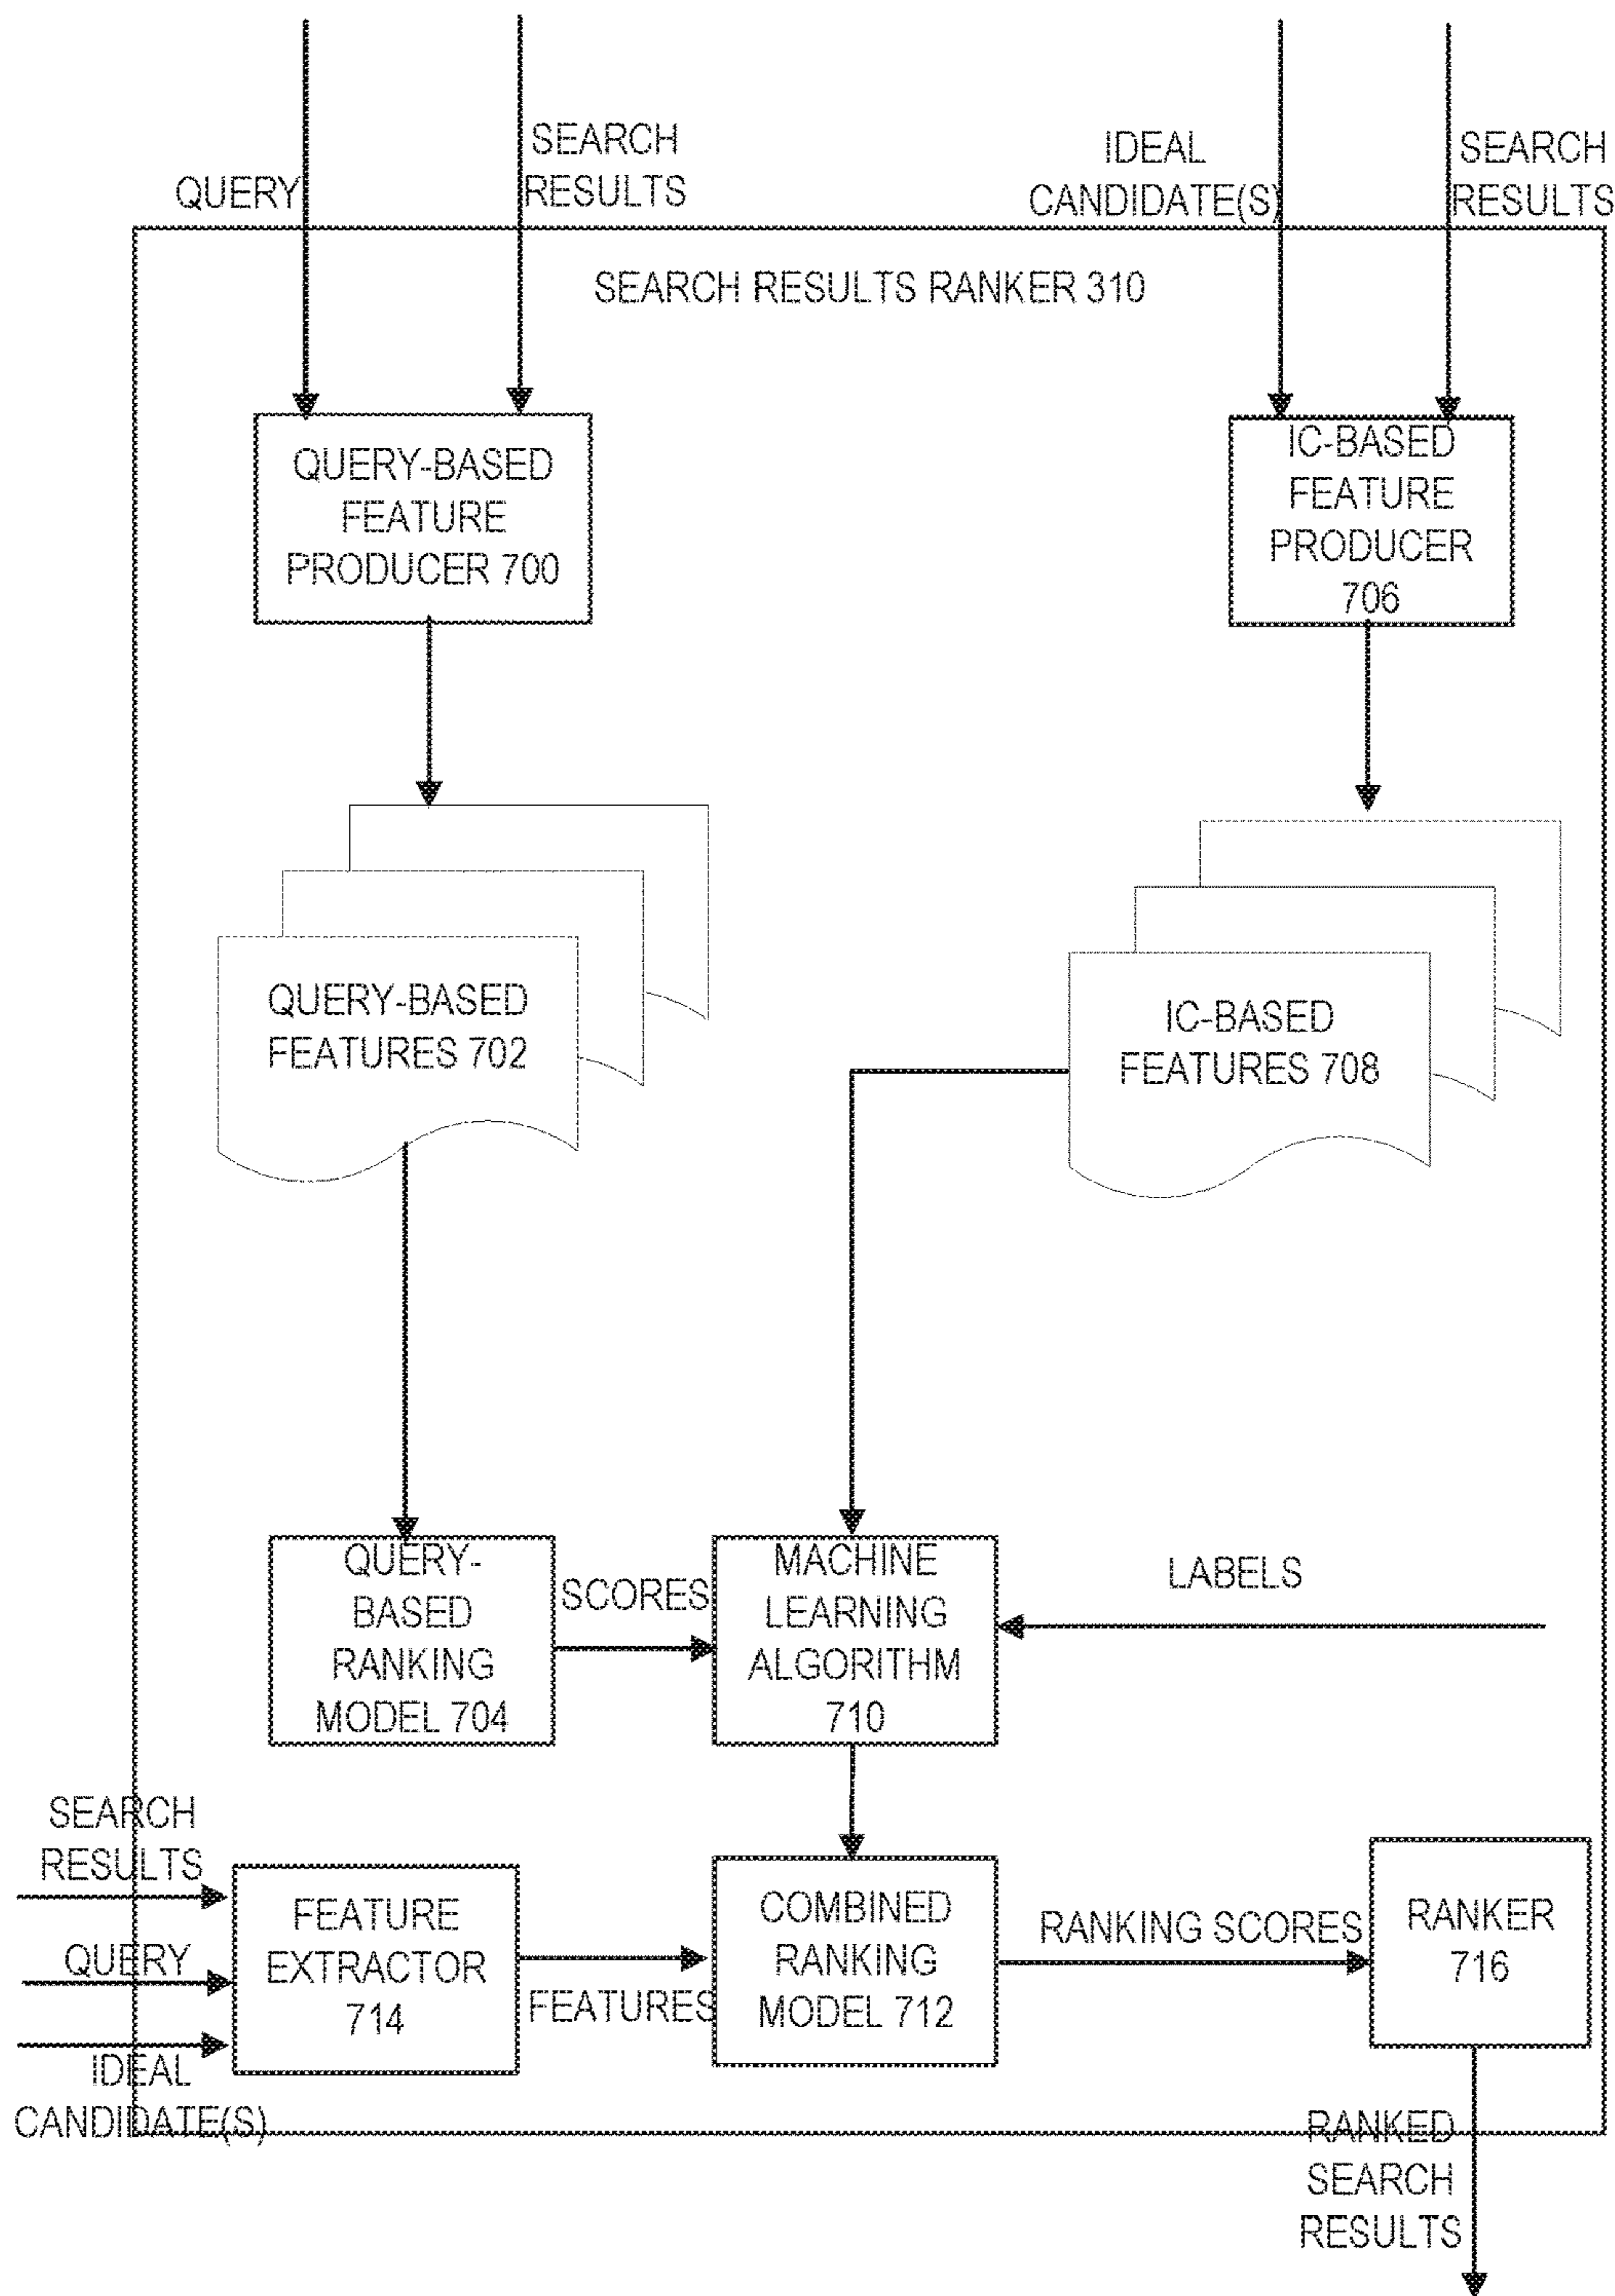 QUERY
SEARCH
RESULTS
IDEAL
CANDIDATE(S)
SEARCH
RESULTS
SEARCH RESULTS RANKER 310
QUERY-BASED
FEATURE
PRODUCER 700
IC-BASED
FEATURE
PRODUCER
706
QUERY-BASED
FEATURES 702
IC-BASED
FEATURES 708
QUERY-
BASED
RANKING
MODEL 704
SCORES
MACHINE
LEARNING
ALGORITHM
710
LABELS
SEARCH
RESULTS
QUERY
IDEAL
CANDIDATE(S)
FEATURE
EXTRACTOR
714
FEATURES
COMBINED
RANKING
MODEL 712
RANKING SCORES
RANKER
716
RANKED
SEARCH
RESULTS